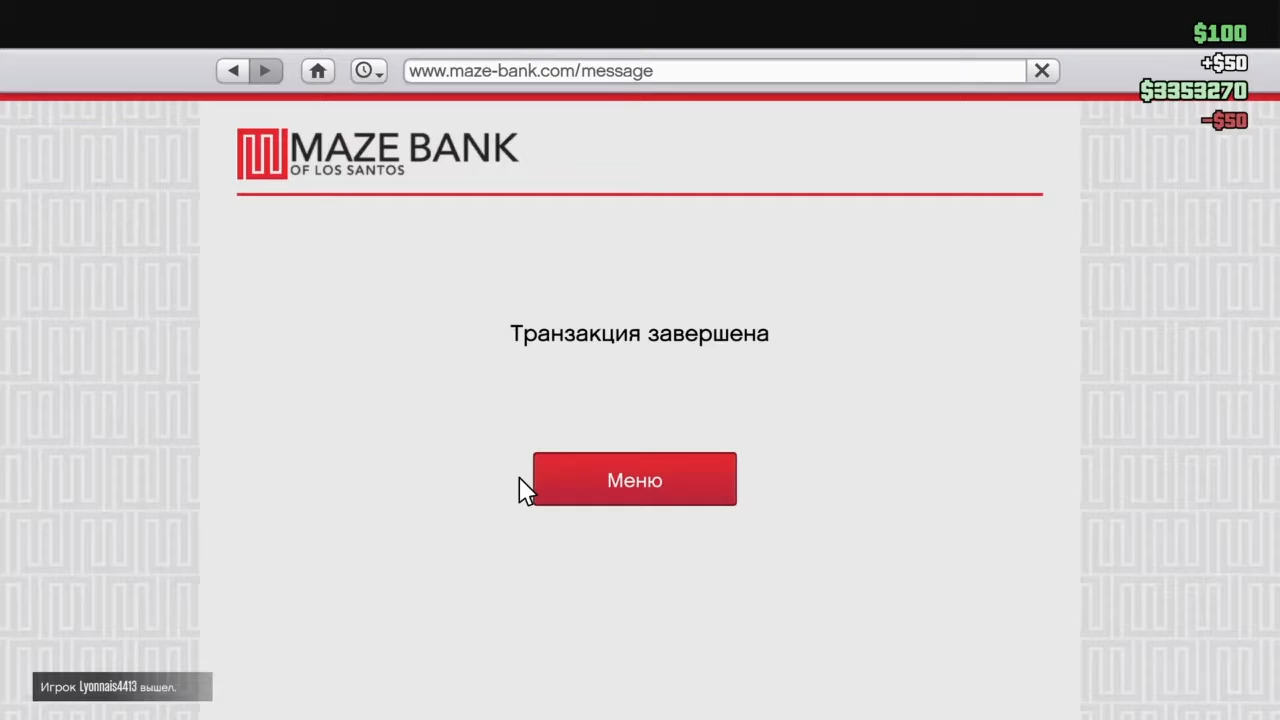 $100
+$50
www.maze-bank.com/message
$3353270
-$50
MAZE BANK
OF LOS SANTOS
Транзакция завершена
Меню
Игрок Lyonnais4413 вышел.